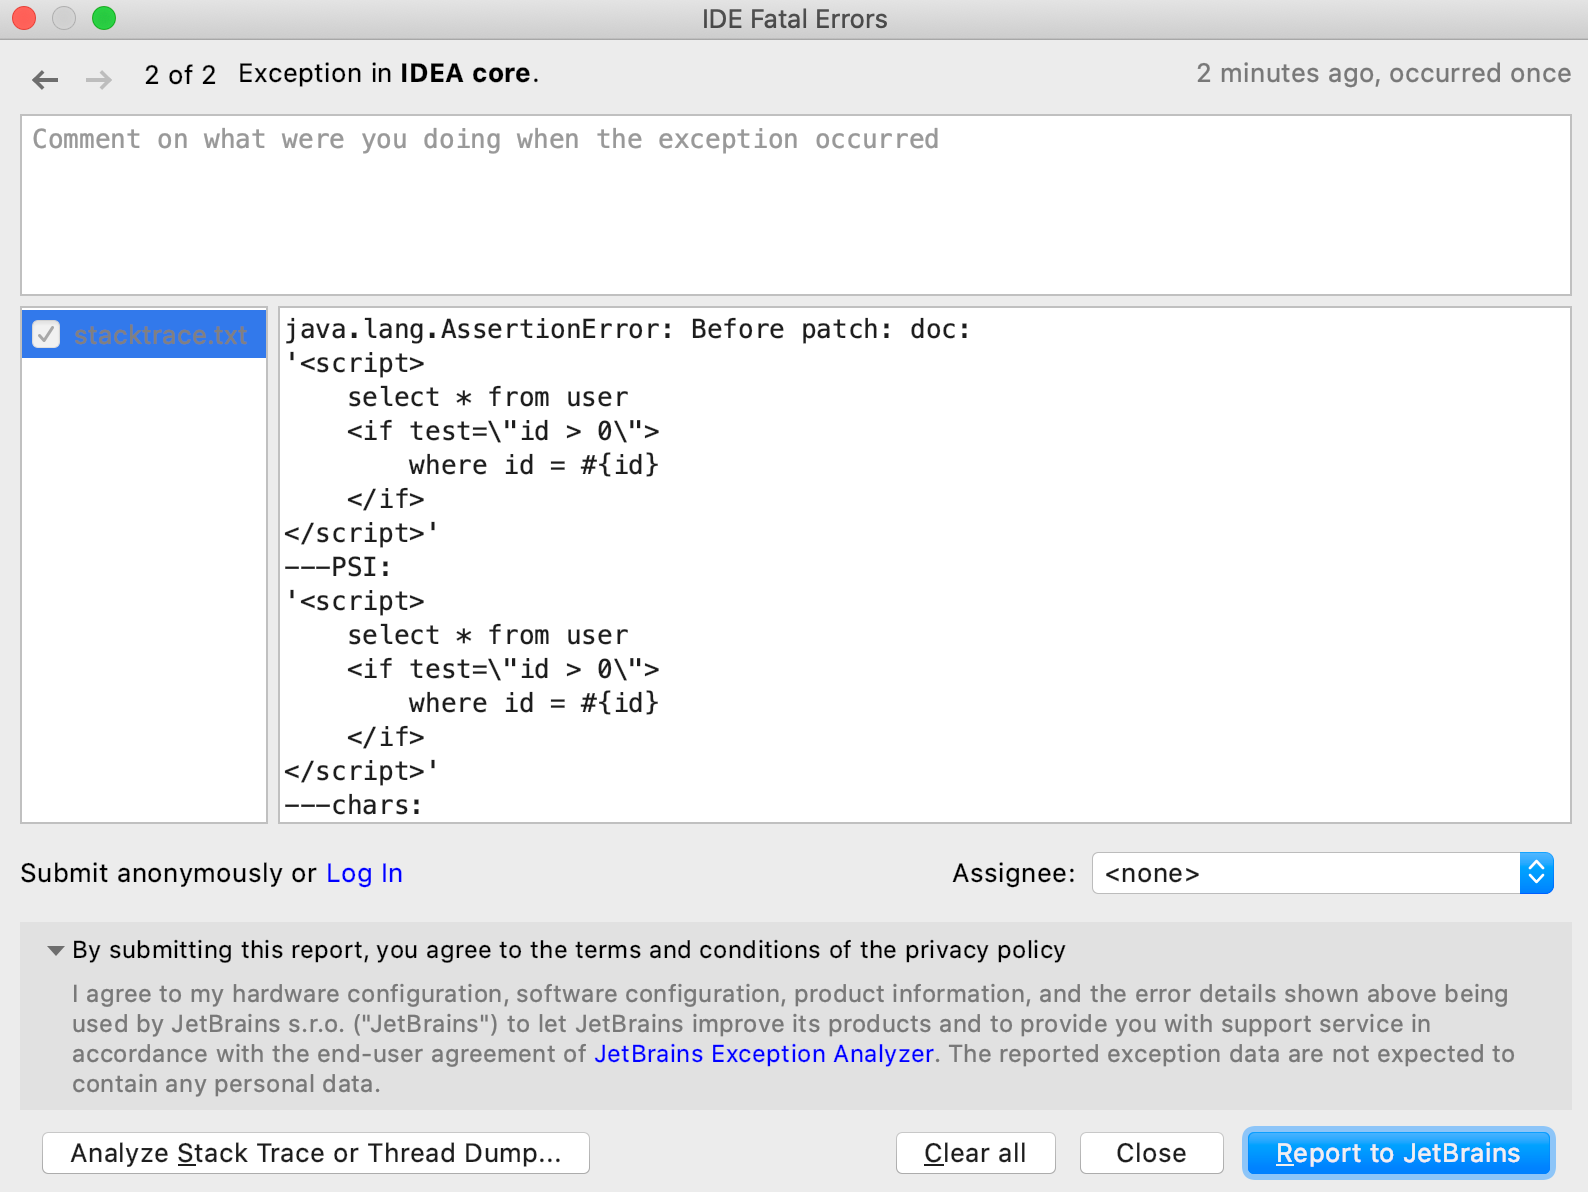 IDE Fatal Errors
2 of 2 Exception in IDEA core.
2 minutes ago, occurred once
Comment on what were you doing when the exception occurred
stacktrace.txt
java.lang.AssertionError: Before patch: doc:
'<script>
    select * from user
    <if test=\"id > 0\">
        where id = #{id}
    </if>
</script>'
---PSI:
'<script>
    select * from user
    <if test=\"id > 0\">
        where id = #{id}
    </if>
</script>'
---chars:
Submit anonymously or Log In
Assignee: <none>
By submitting this report, you agree to the terms and conditions of the privacy policy
I agree to my hardware configuration, software configuration, product information, and the error details shown above being
used by JetBrains s.r.o. ("JetBrains") to let JetBrains improve its products and to provide you with support service in
accordance with the end-user agreement of JetBrains Exception Analyzer. The reported exception data are not expected to
contain any personal data.
Analyze Stack Trace or Thread Dump...
Clear all
Close
Report to JetBrains